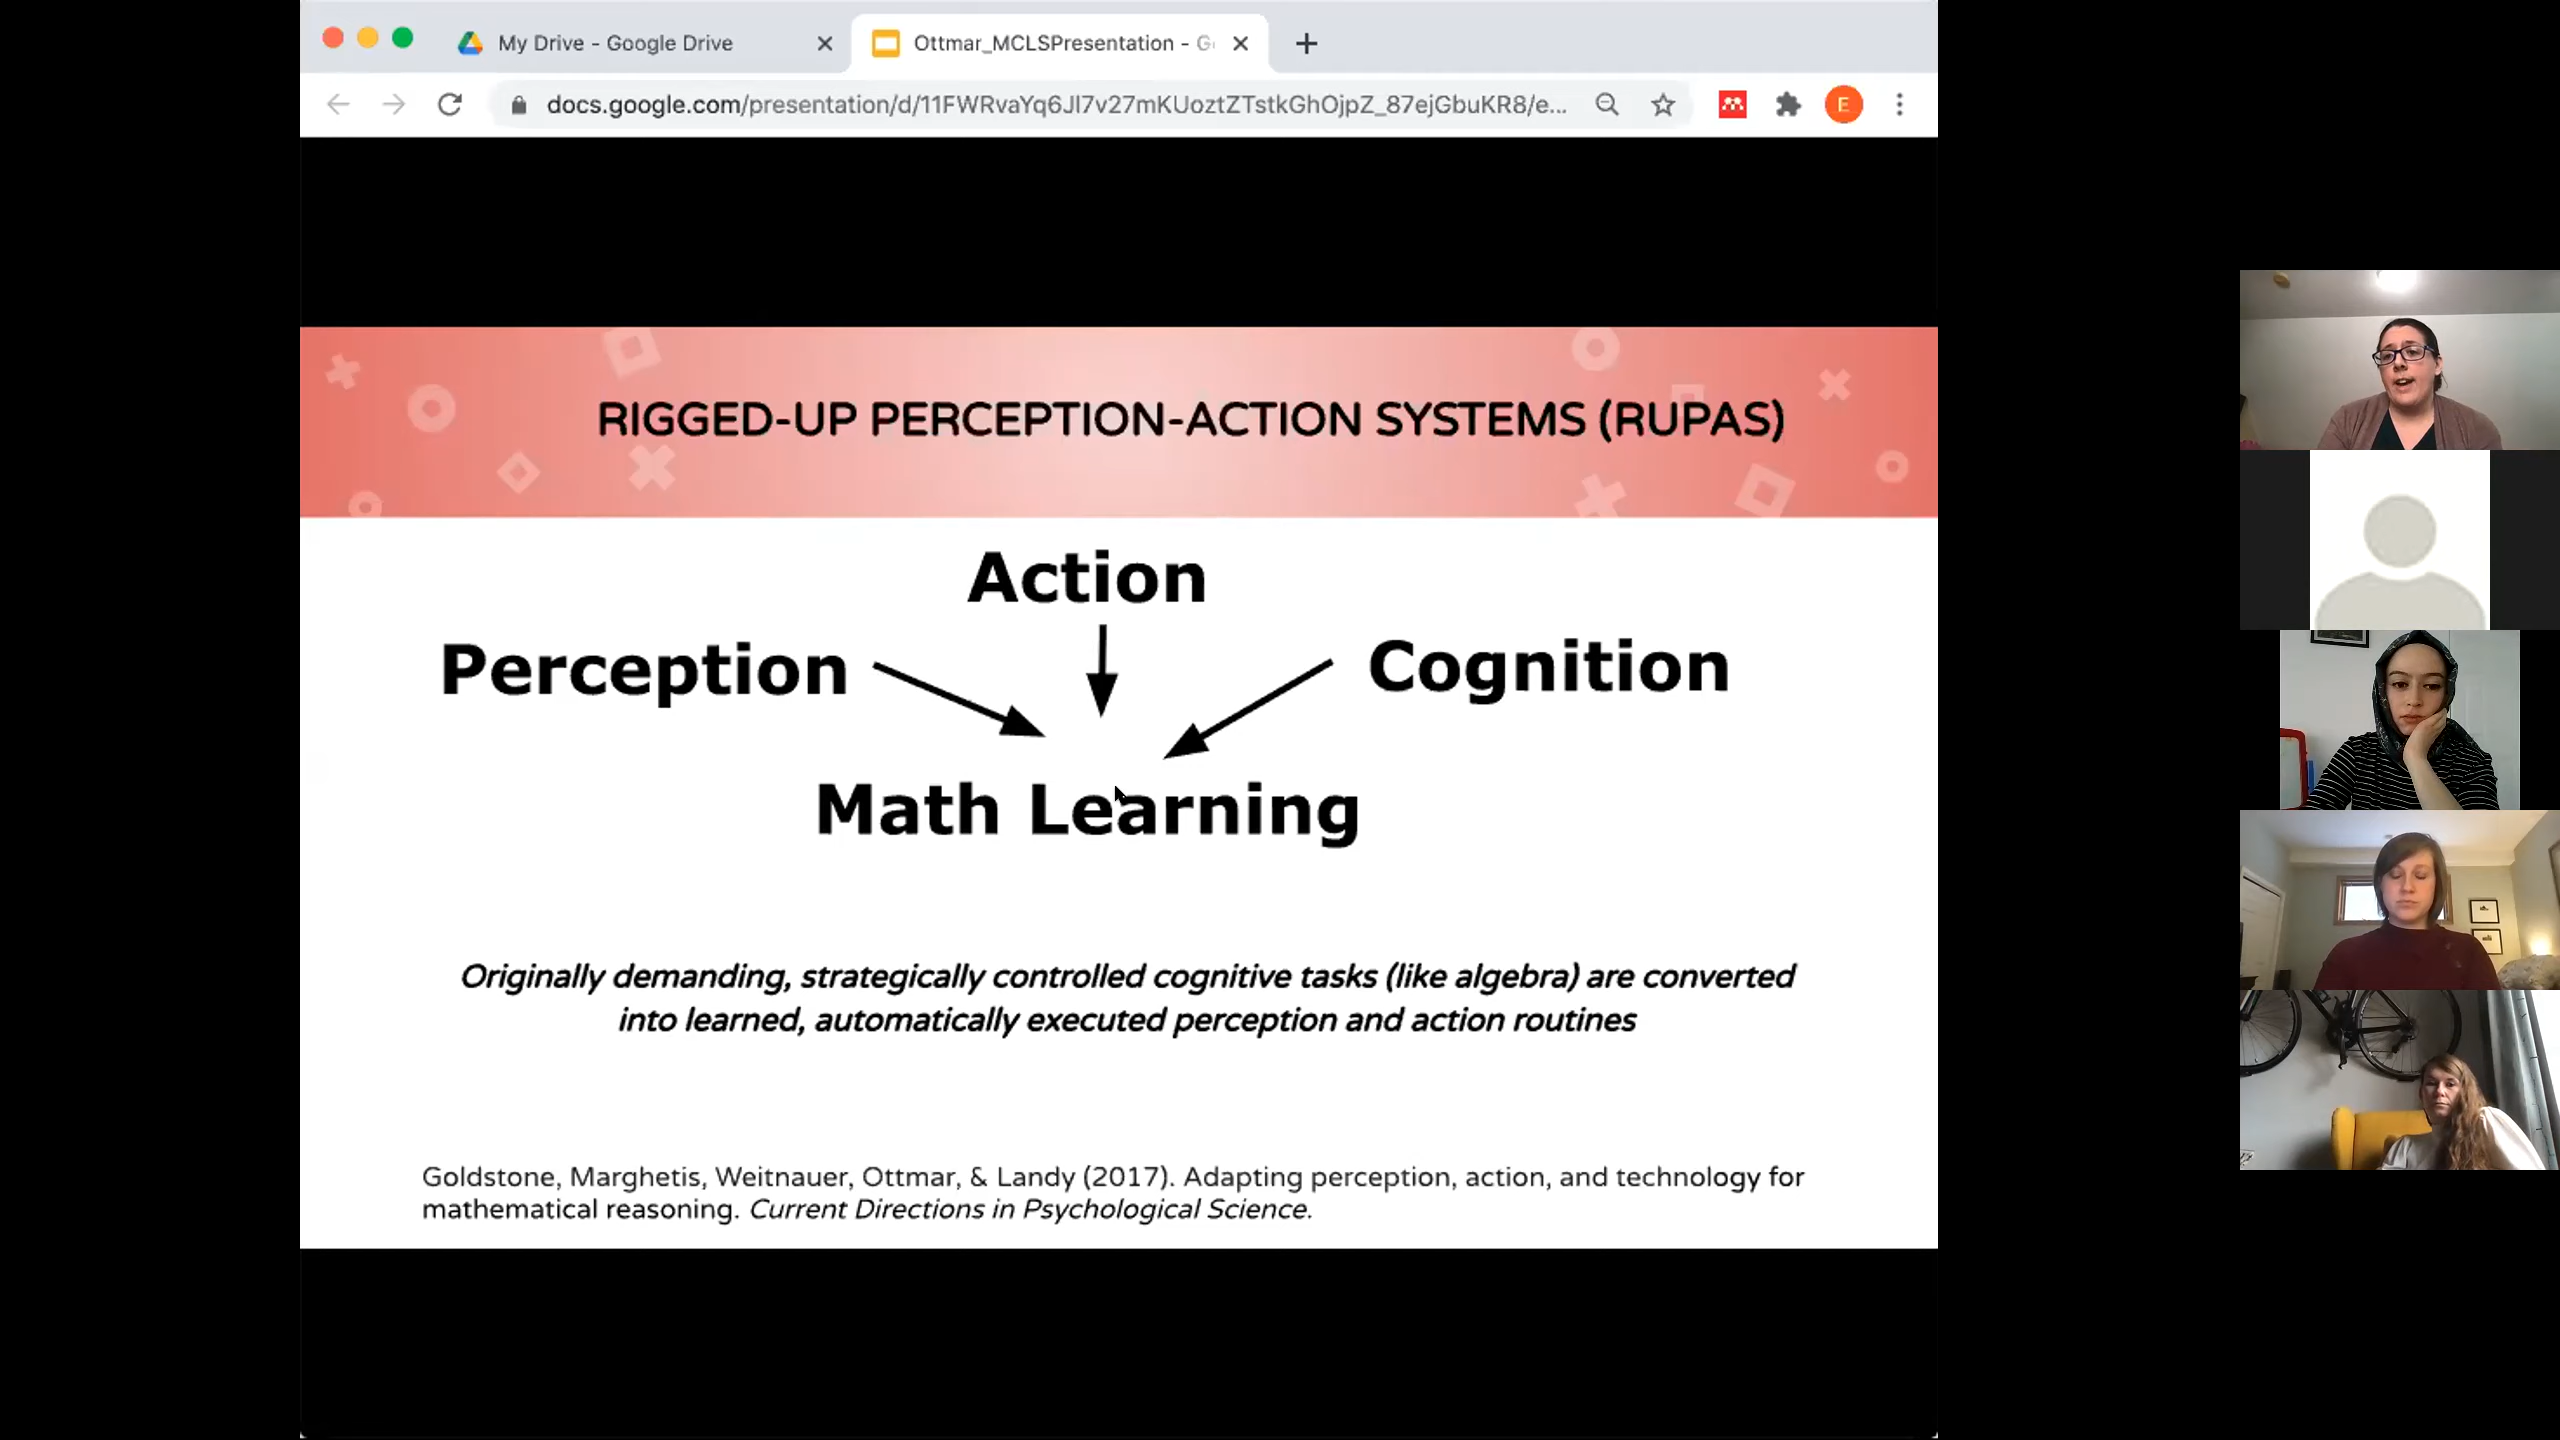 My Drive - Google Drive
Ottmar_MCLSPresentation - G
docs.google.com/presentation/d/11FWRvaYq6Jl7v27mKUoztZTstkGhOjpZ_87ejGbuKR8/e...
E
RIGGED-UP PERCEPTION-ACTION SYSTEMS (RUPAS)
Action
Perception
Cognition
Math Learning
Originally demanding, strategically controlled cognitive tasks (like algebra) are converted
into learned, automatically executed perception and action routines
Goldstone, Marghetis, Weitnauer, Ottmar, & Landy (2017). Adapting perception, action, and technology for
mathematical reasoning. Current Directions in Psychological Science.